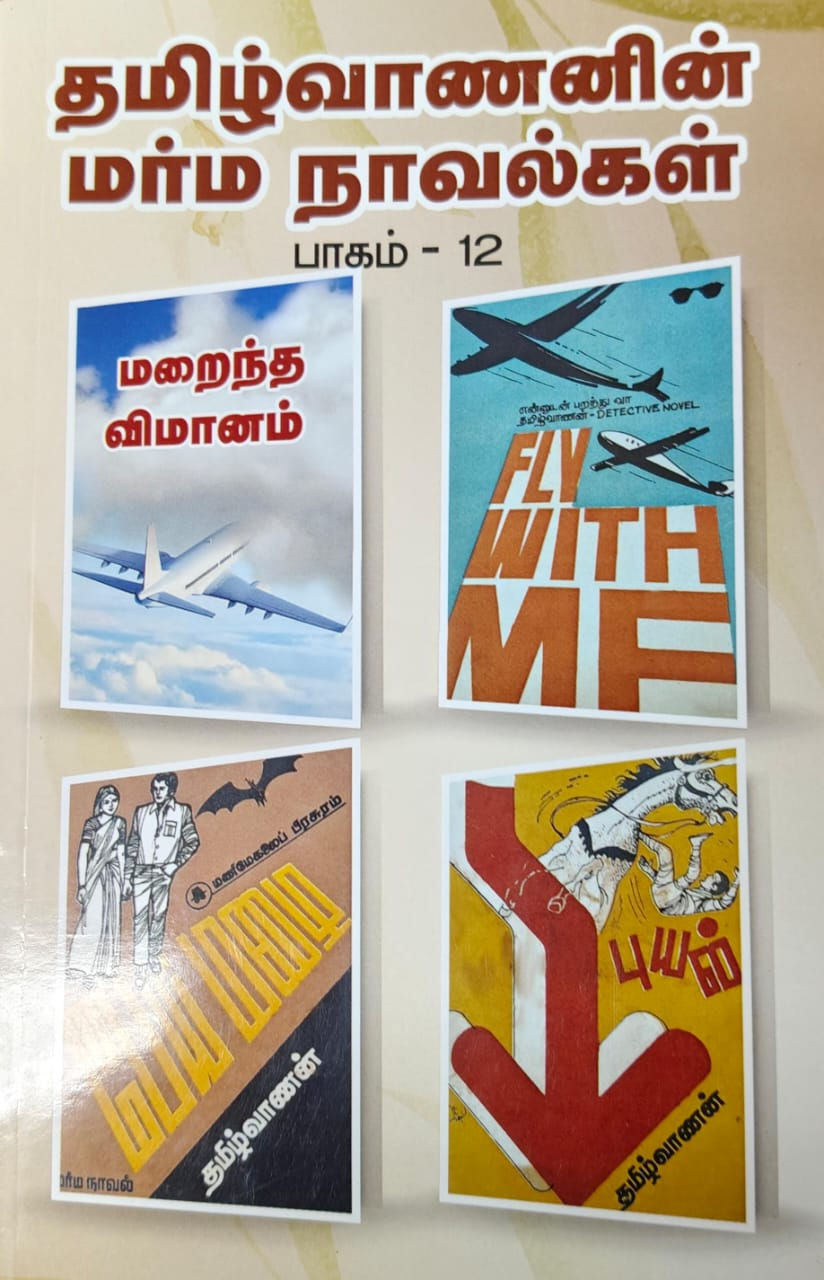 தமிழ்வாணனின்
மர்ம நாவல்கள்
பாகம் - 12
மறைந்த
விமானம்
என்னுடன் பறந்து வா
தமிழ்வாணன் - DETECTIVE NOVEL
FLY
WITH
ME
மணிமேகலைப் பிரசுரம்
பேய் மழை
தமிழ்வாணன்
மர்ம நாவல்
புயல்
தமிழ்வாணன்